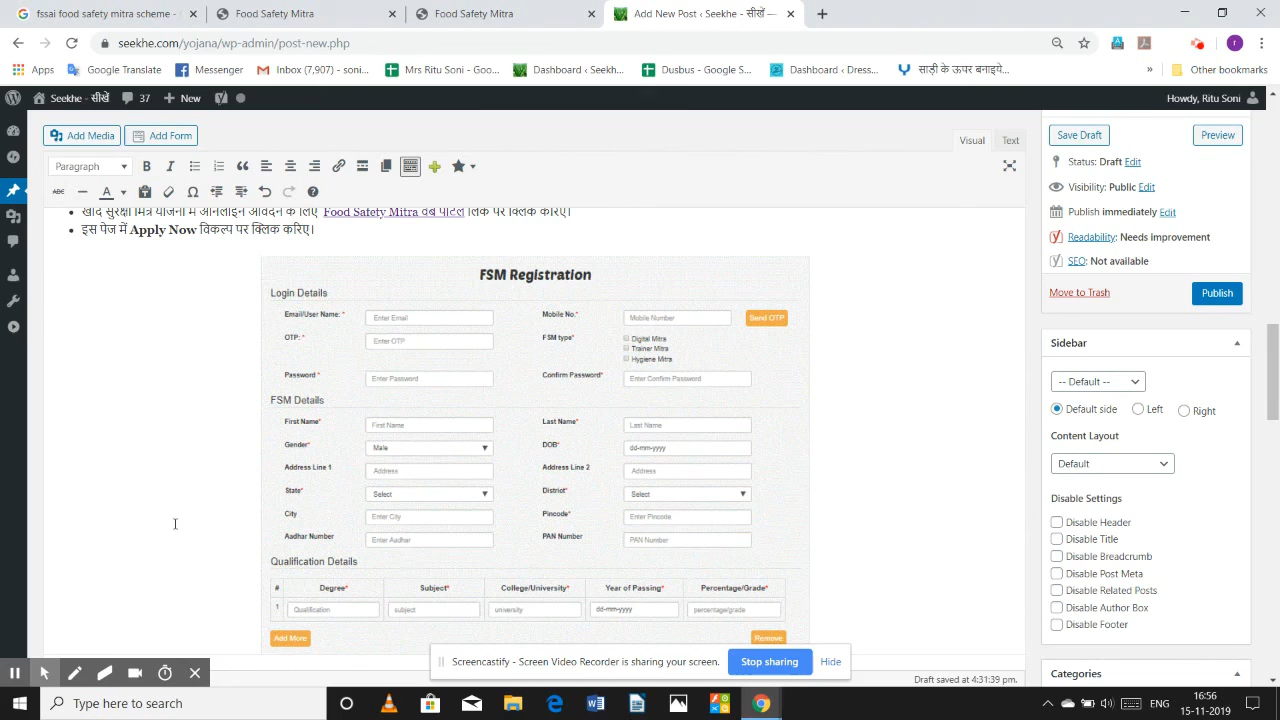 fssai food safety mitra scheme -
Food Safety Mitra
Food Safety Mitra
Add New Post ‹ Seekhe - सीखें —
seekhe.com/yojana/wp-admin/post-new.php
Apps
Google Translate
Messenger
Inbox (7,907) - soni...
Mrs Ritu Soni - Goo...
Dashboard ‹ Seekh...
Dusbus - Google S...
Dashboard ‹ Dress...
साड़ी के ऊपर बनाइये...
»
Other bookmarks
Seekhe - सीखें
37
New
Howdy, Ritu Soni
Add Media
Add Form
Visual
Text
Paragraph
खाद्य सुरक्षा मित्र योजना में ऑनलाइन आवेदन के लिए Food Safety Mitra वेब पोर्टल लिंक पर क्लिक करिए।
इस पेज में Apply Now विकल्प पर क्लिक करिए।
FSM Registration
Login Details
Email/User Name: * Enter Email Mobile No.* Mobile Number Send OTP
OTP: * Enter OTP FSM type* Digital Mitra
Trainer Mitra
Hygiene Mitra
Password * Enter Password Confirm Password* Enter Confirm Password
FSM Details
First Name* First Name Last Name* Last Name
Gender* Male DOB* dd-mm-yyyy
Address Line 1 Address Address Line 2 Address
State* Select District* Select
City Enter City Pincode* Enter Pincode
Aadhar Number Enter Aadhar PAN Number PAN Number
Qualification Details
# Degree* Subject* College/University* Year of Passing* Percentage/Grade*
1 Qualification subject university dd-mm-yyyy percentage/grade
Add More Remove
Save Draft
Preview
Status: Draft Edit
Visibility: Public Edit
Publish immediately Edit
Readability: Needs improvement
SEO: Not available
Move to Trash
Publish
Sidebar
-- Default --
Default side Left Right
Content Layout
Default
Disable Settings
Disable Header
Disable Title
Disable Breadcrumb
Disable Post Meta
Disable Related Posts
Disable Author Box
Disable Footer
Categories
Screencastify - Screen Video Recorder is sharing your screen.
Stop sharing
Hide
Draft saved at 4:31:39 pm.
Type here to search
ENG
16:56
15-11-2019